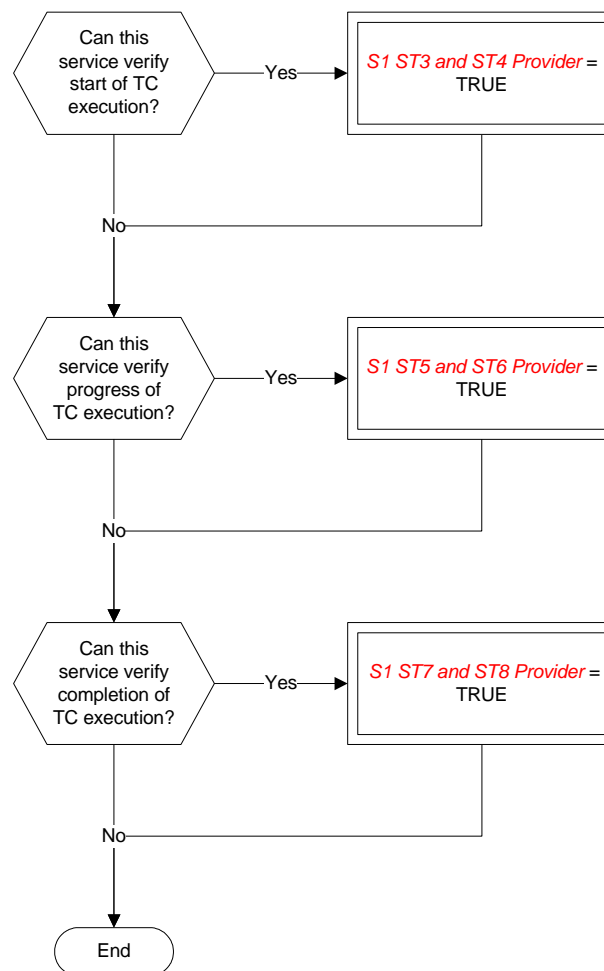 Can this
service verify
start of TC
execution?
Yes
S1 ST3 and ST4 Provider =
TRUE
No
Can this
service verify
progress of
TC execution?
Yes
S1 ST5 and ST6 Provider =
TRUE
No
Can this
service verify
completion of
TC execution?
Yes
S1 ST7 and ST8 Provider =
TRUE
No
End